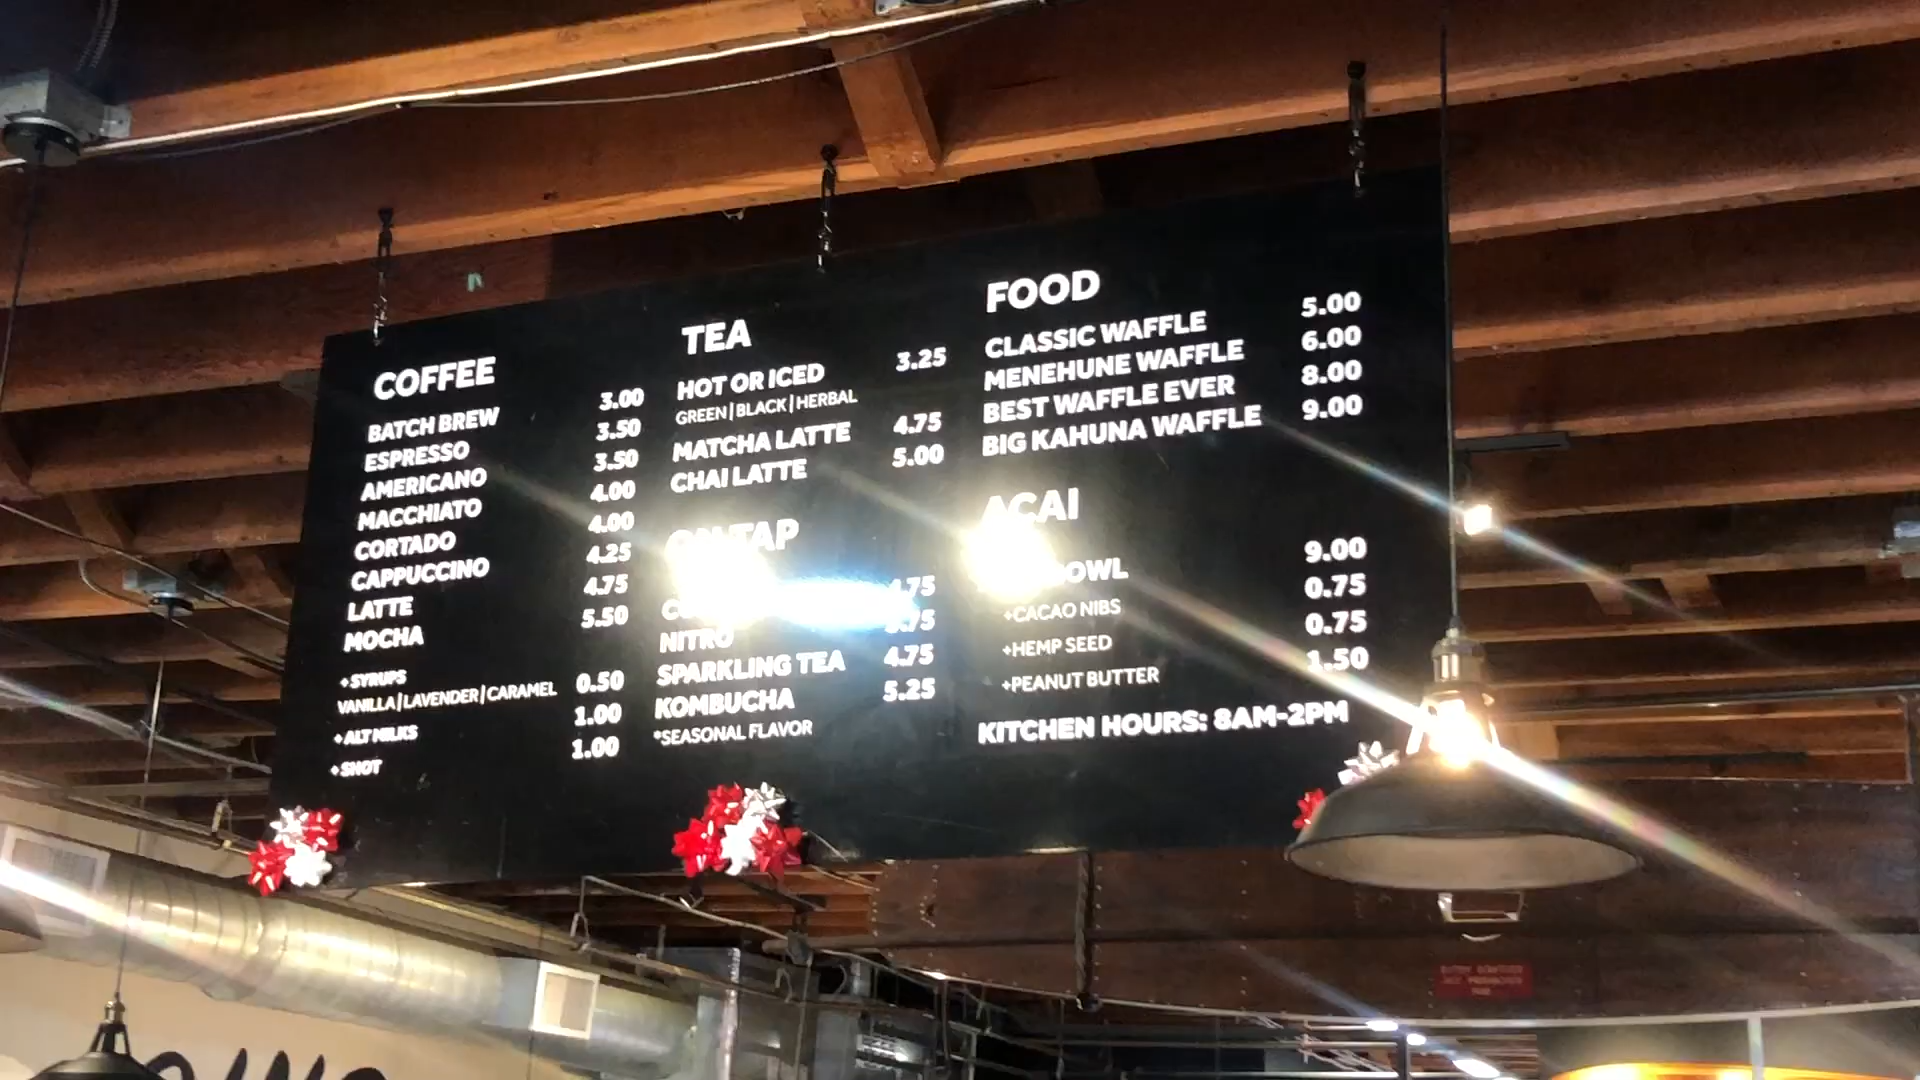 COFFEE
BATCH BREW 3.00
ESPRESSO 3.50
AMERICANO 3.50
MACCHIATO 4.00
CORTADO 4.00
CAPPUCCINO 4.25
LATTE 4.75
MOCHA 5.50
+SYRUPS 0.50
VANILLA|LAVENDER|CARAMEL
+ALT MILKS 1.00
+SHOT 1.00
TEA
HOT OR ICED 3.25
GREEN|BLACK|HERBAL
MATCHA LATTE 4.75
CHAI LATTE 5.00
TAP
4.75
NITRO
SPARKLING TEA 4.75
KOMBUCHA 5.25
*SEASONAL FLAVOR
FOOD
CLASSIC WAFFLE 5.00
MENEHUNE WAFFLE 6.00
BEST WAFFLE EVER 8.00
BIG KAHUNA WAFFLE 9.00
ACAI
BOWL 9.00
+CACAO NIBS 0.75
+HEMP SEED 0.75
+PEANUT BUTTER 1.50
KITCHEN HOURS: 8AM-2PM